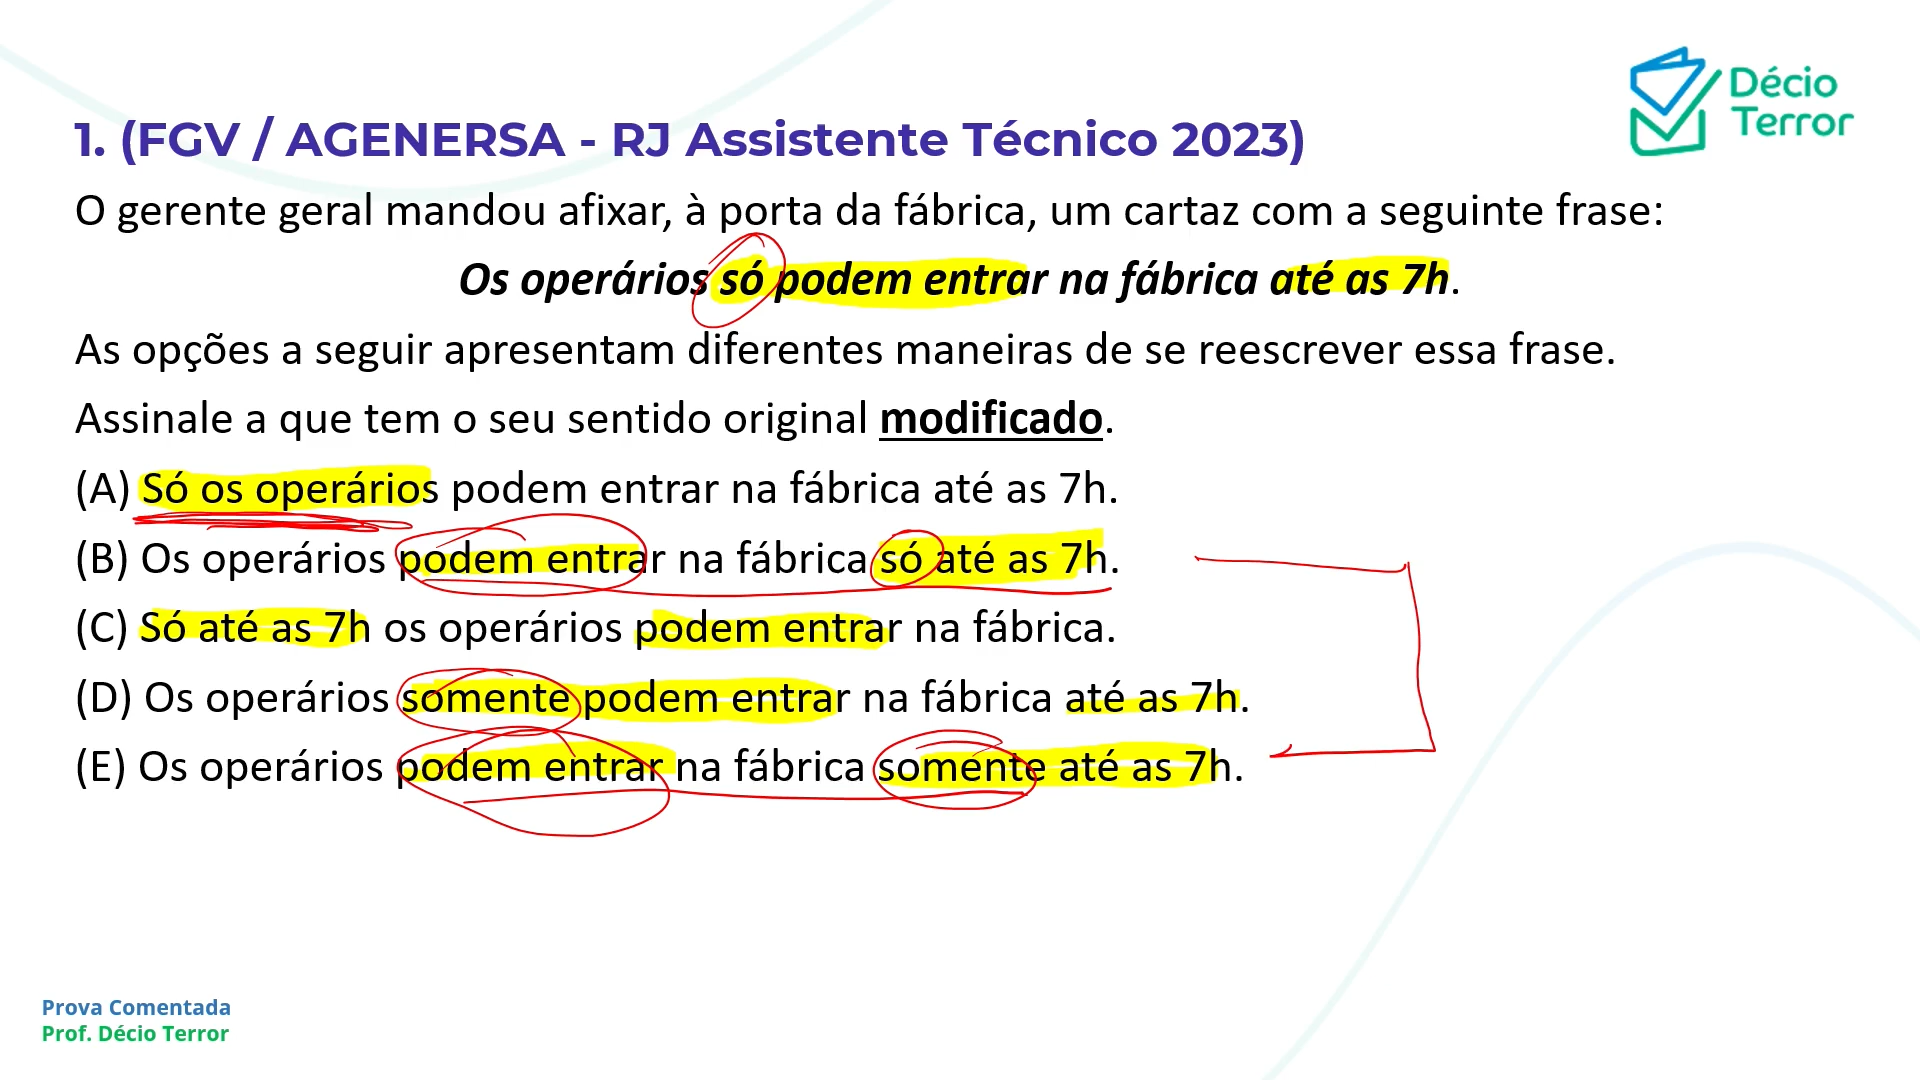 Décio
Terror
1. (FGV / AGENERSA - RJ Assistente Técnico 2023)
O gerente geral mandou afixar, à porta da fábrica, um cartaz com a seguinte frase:
Os operários só podem entrar na fábrica até as 7h.
As opções a seguir apresentam diferentes maneiras de se reescrever essa frase.
Assinale a que tem o seu sentido original modificado.
(A) Só os operários podem entrar na fábrica até as 7h.
(B) Os operários podem entrar na fábrica só até as 7h.
(C) Só até as 7h os operários podem entrar na fábrica.
(D) Os operários somente podem entrar na fábrica até as 7h.
(E) Os operários podem entrar na fábrica somente até as 7h.
Prova Comentada
Prof. Décio Terror